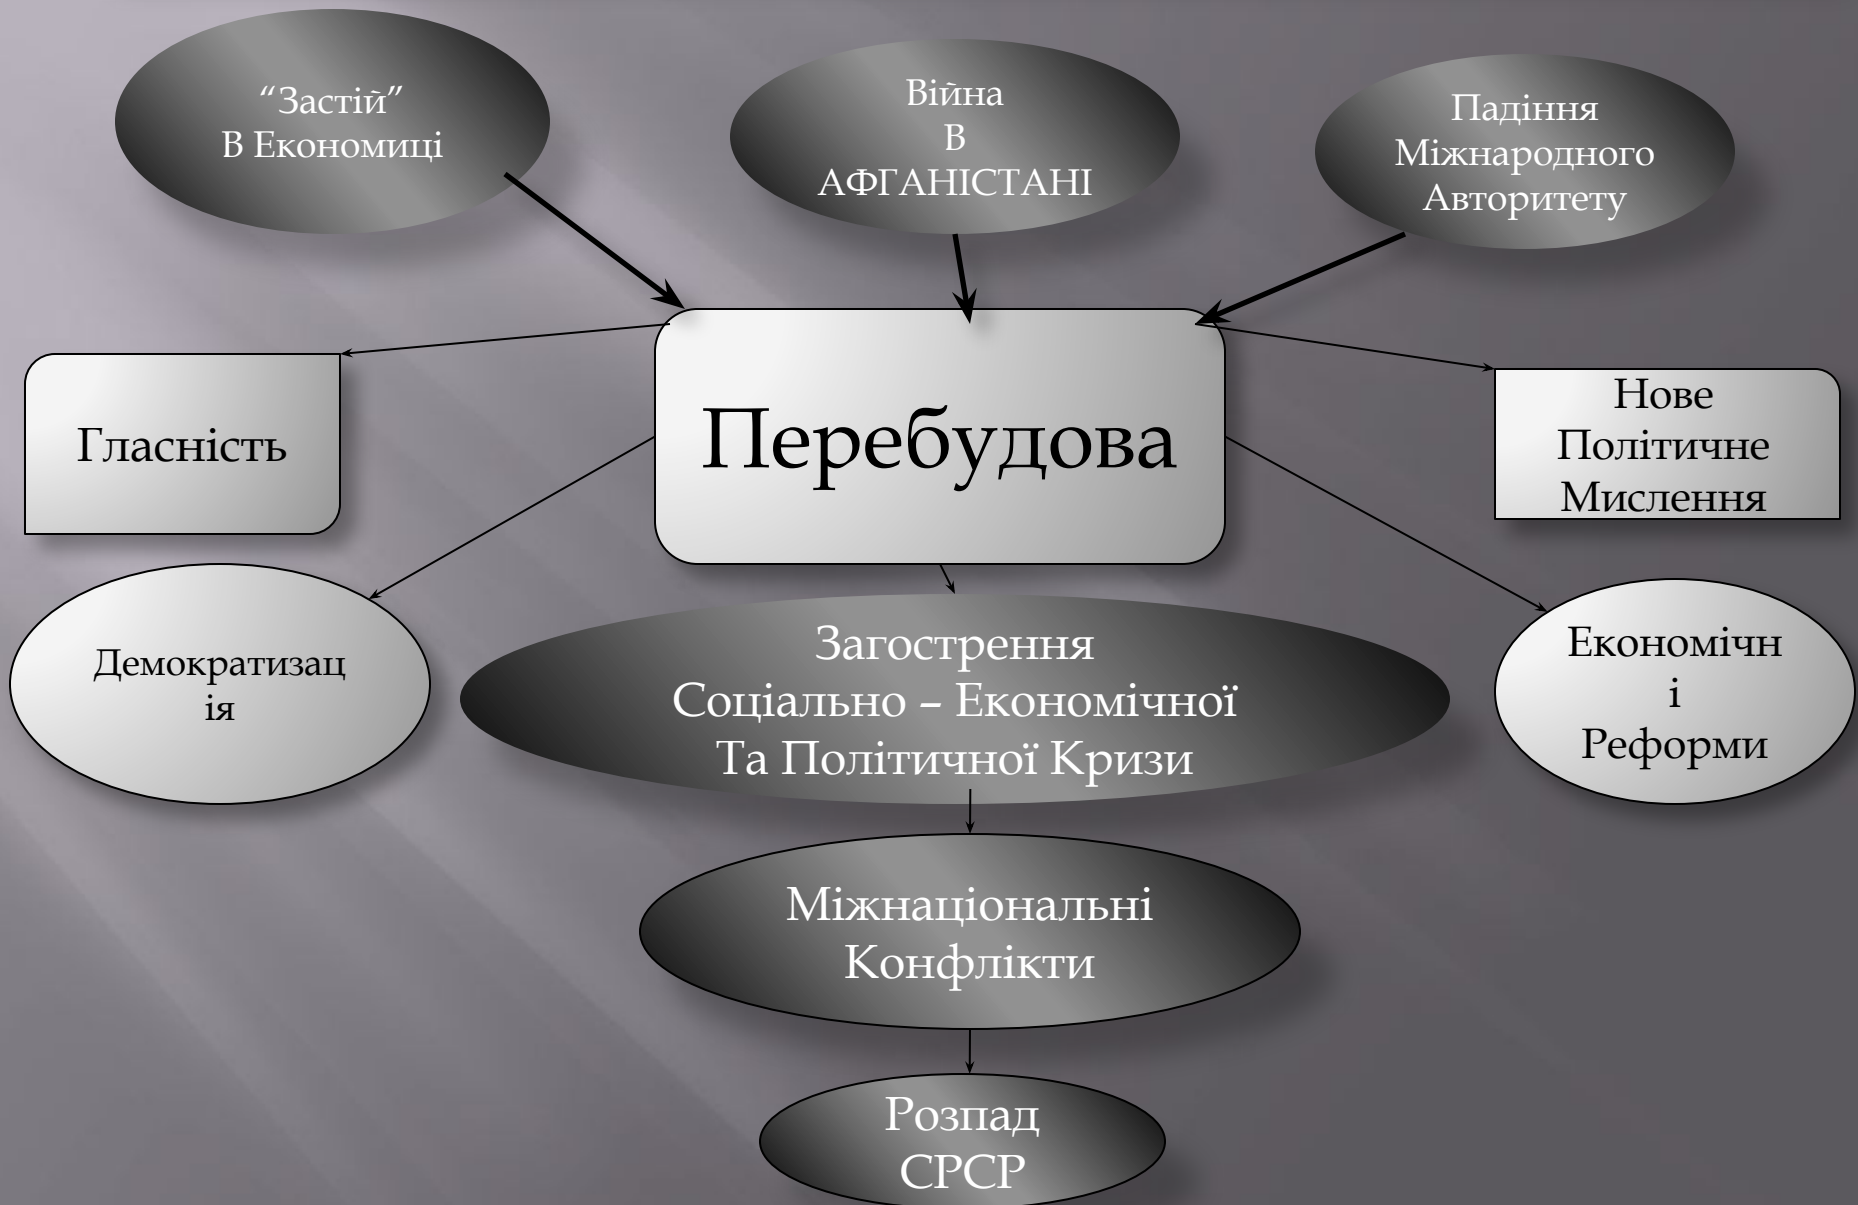 “Застій”
В Економиці
Війна
В
АФГАНІСТАНІ
Падіння
Міжнародного
Авторитету
Перебудова
Гласність
Нове
Політичне
Мислення
Демократизац
ія
Загострення
Соціально – Економічної
Та Політичної Кризи
Економічн
і
Реформи
Міжнаціональні
Конфлікти
Розпад
СРСР